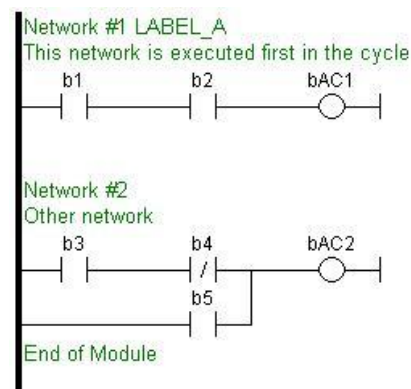 Network #1 LABEL_A
This network is executed first in the cycle
b1 b2 bAC1
Network #2
Other network
b3 b4 bAC2
/
b5
End of Module